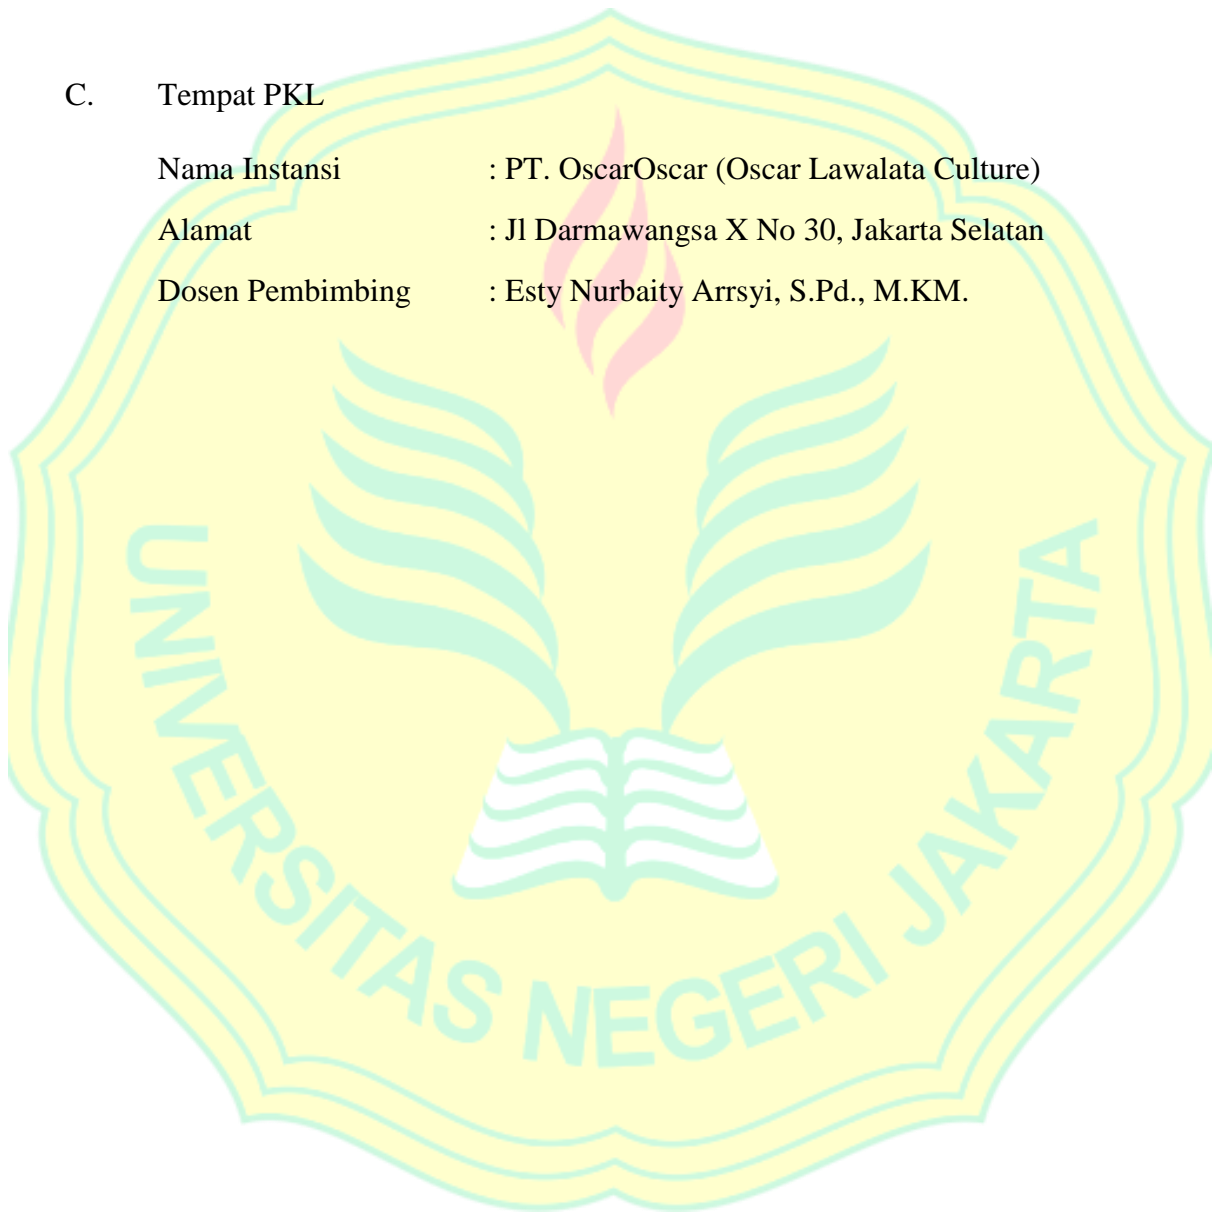 C. Tempat PKL
Nama Instansi : PT. OscarOscar (Oscar Lawalata Culture)
Alamat : Jl Darmawangsa X No 30, Jakarta Selatan
Dosen Pembimbing : Esty Nurbaity Arrsyi, S.Pd., M.KM.
UNIVERSITAS NEGERI JAKARTA